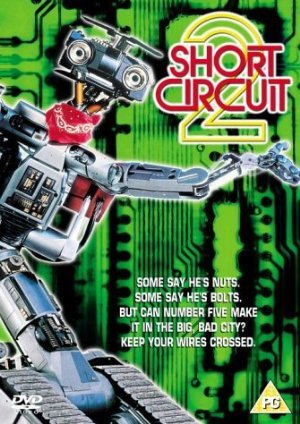 SHORT
CIRCUIT
2
SOME SAY HE'S NUTS.
SOME SAY HE'S BOLTS.
BUT CAN NUMBER FIVE MAKE
IT IN THE BIG, BAD CITY?
KEEP YOUR WIRES CROSSED.
DVD
VIDEO
PG